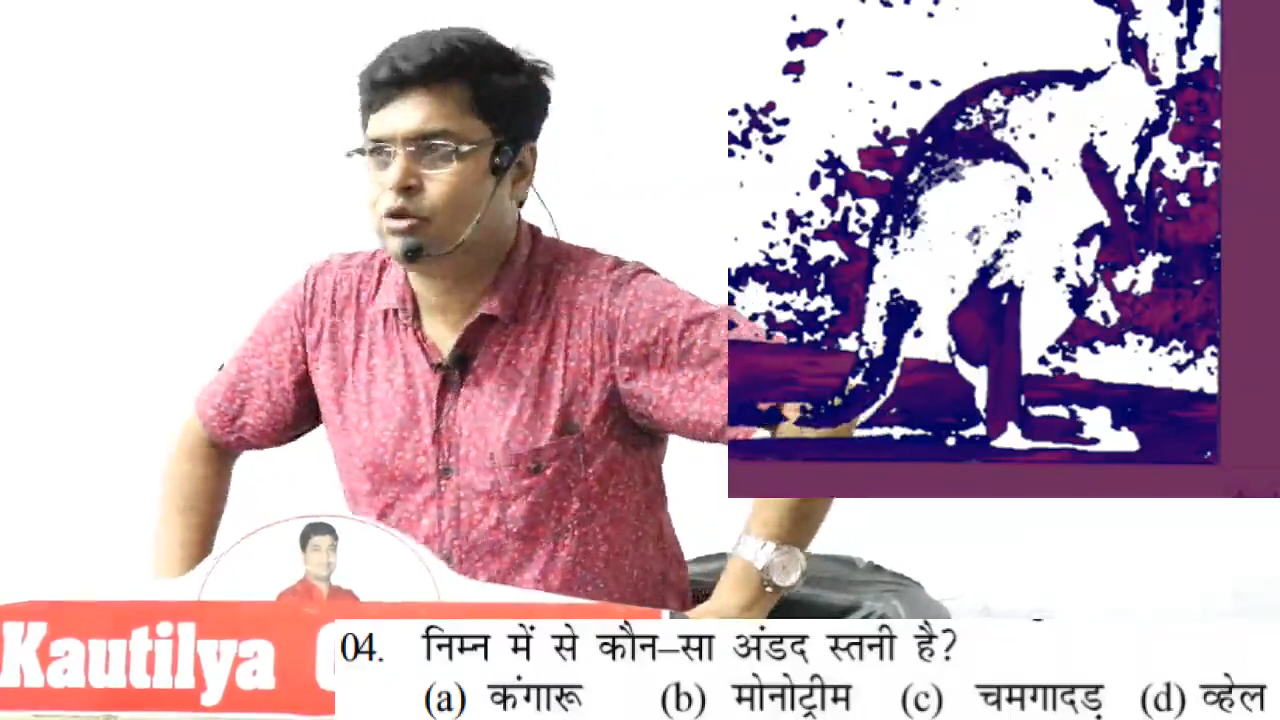 Kautilya
04. निम्न में से कौन–सा अंडद स्तनी है?
(a) कंगारू (b) मोनोट्रीम (c) चमगादड़ (d) व्हेल